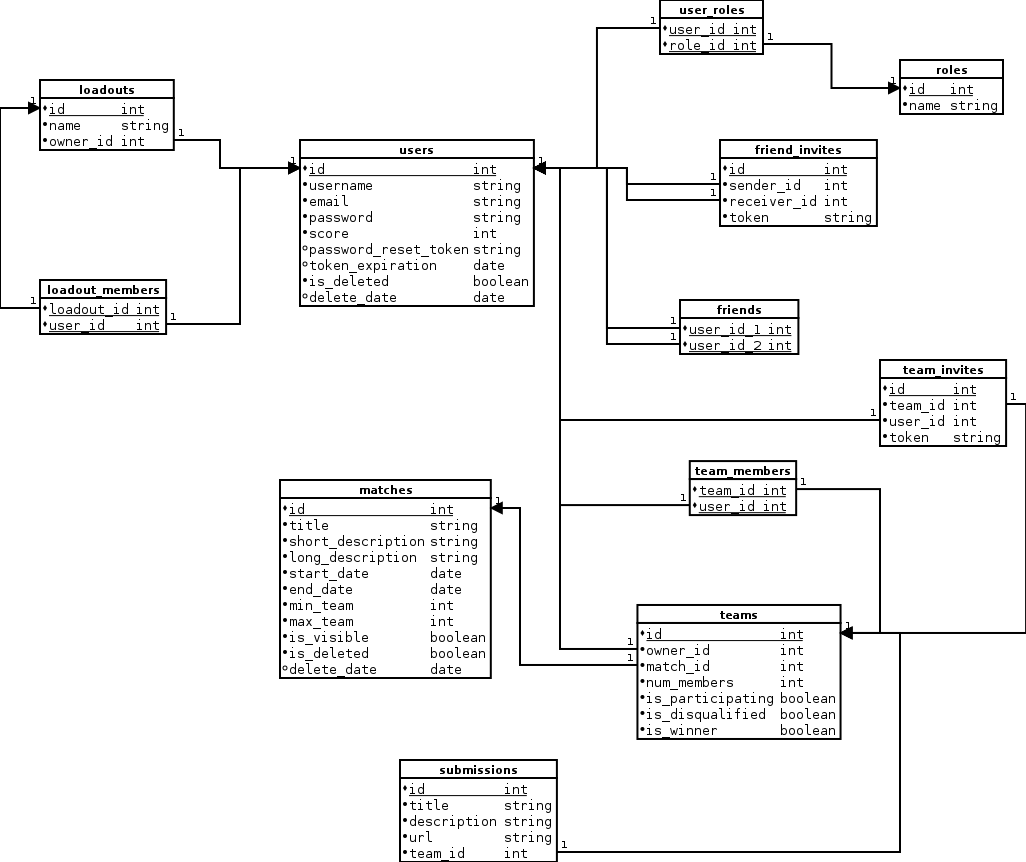 user_roles
1
user_id int
role_id int
1
roles
1
id int
name string
loadouts
1
id int
name string
owner_id int
1
users
1
1
id int
username string
email string
password string
score int
password_reset_token string
token_expiration date
is_deleted boolean
delete_date date
friend_invites
id int
1
sender_id int
1
receiver_id int
token string
loadout_members
1
loadout_id int
user_id int
1
friends
1
user_id_1 int
1
user_id_2 int
team_invites
id int
team_id int
1
1
user_id int
token string
team_members
team_id int
1
1
user_id int
matches
id int
1
title string
short_description string
long_description string
start_date date
end_date date
min_team int
max_team int
is_visible boolean
is_deleted boolean
delete_date date
teams
id int
1
1
owner_id int
1
match_id int
num_members int
is_participating boolean
is_disqualified boolean
is_winner boolean
submissions
id int
title string
description string
url string
team_id int
1